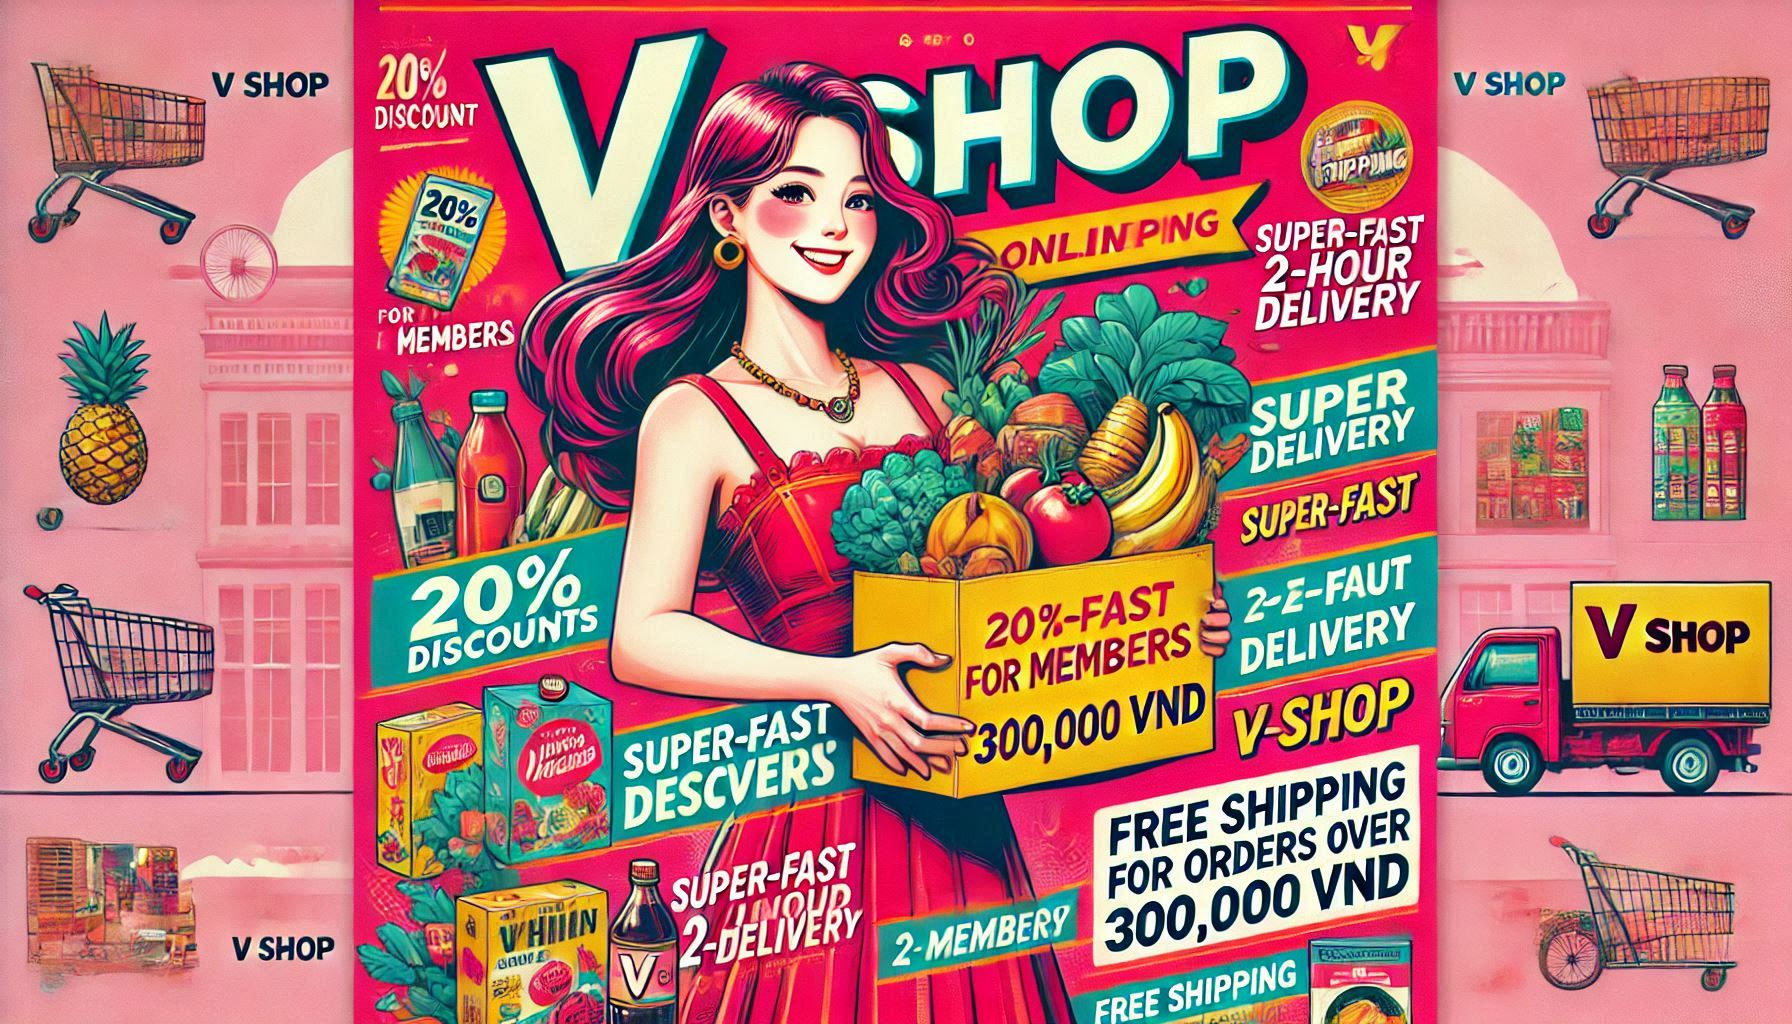 V SHOP
V SHOP
V SHOP
20%
DISCOUNT
V SHOP
20%
FOR
MEMBERS
ONLINPING
SHIPPING
SUPER-FAST
2-HOUR
DELIVERY
SUPER
DELIVERY
SUPER-FAST
2-E-FAUT
DELIVERY
V-SHOP
20%
DISCOUNTS
20%-FAST
FOR MEMBERS
300,000 VND
SUPER-FAST
DESCVERS
FREE SHIPPING
FOR ORDERS OVER
300,000 VND
SUPER-FAST
2-DELIVERY
2-MEMBERY
FREE SHIPPING
V
V SHOP